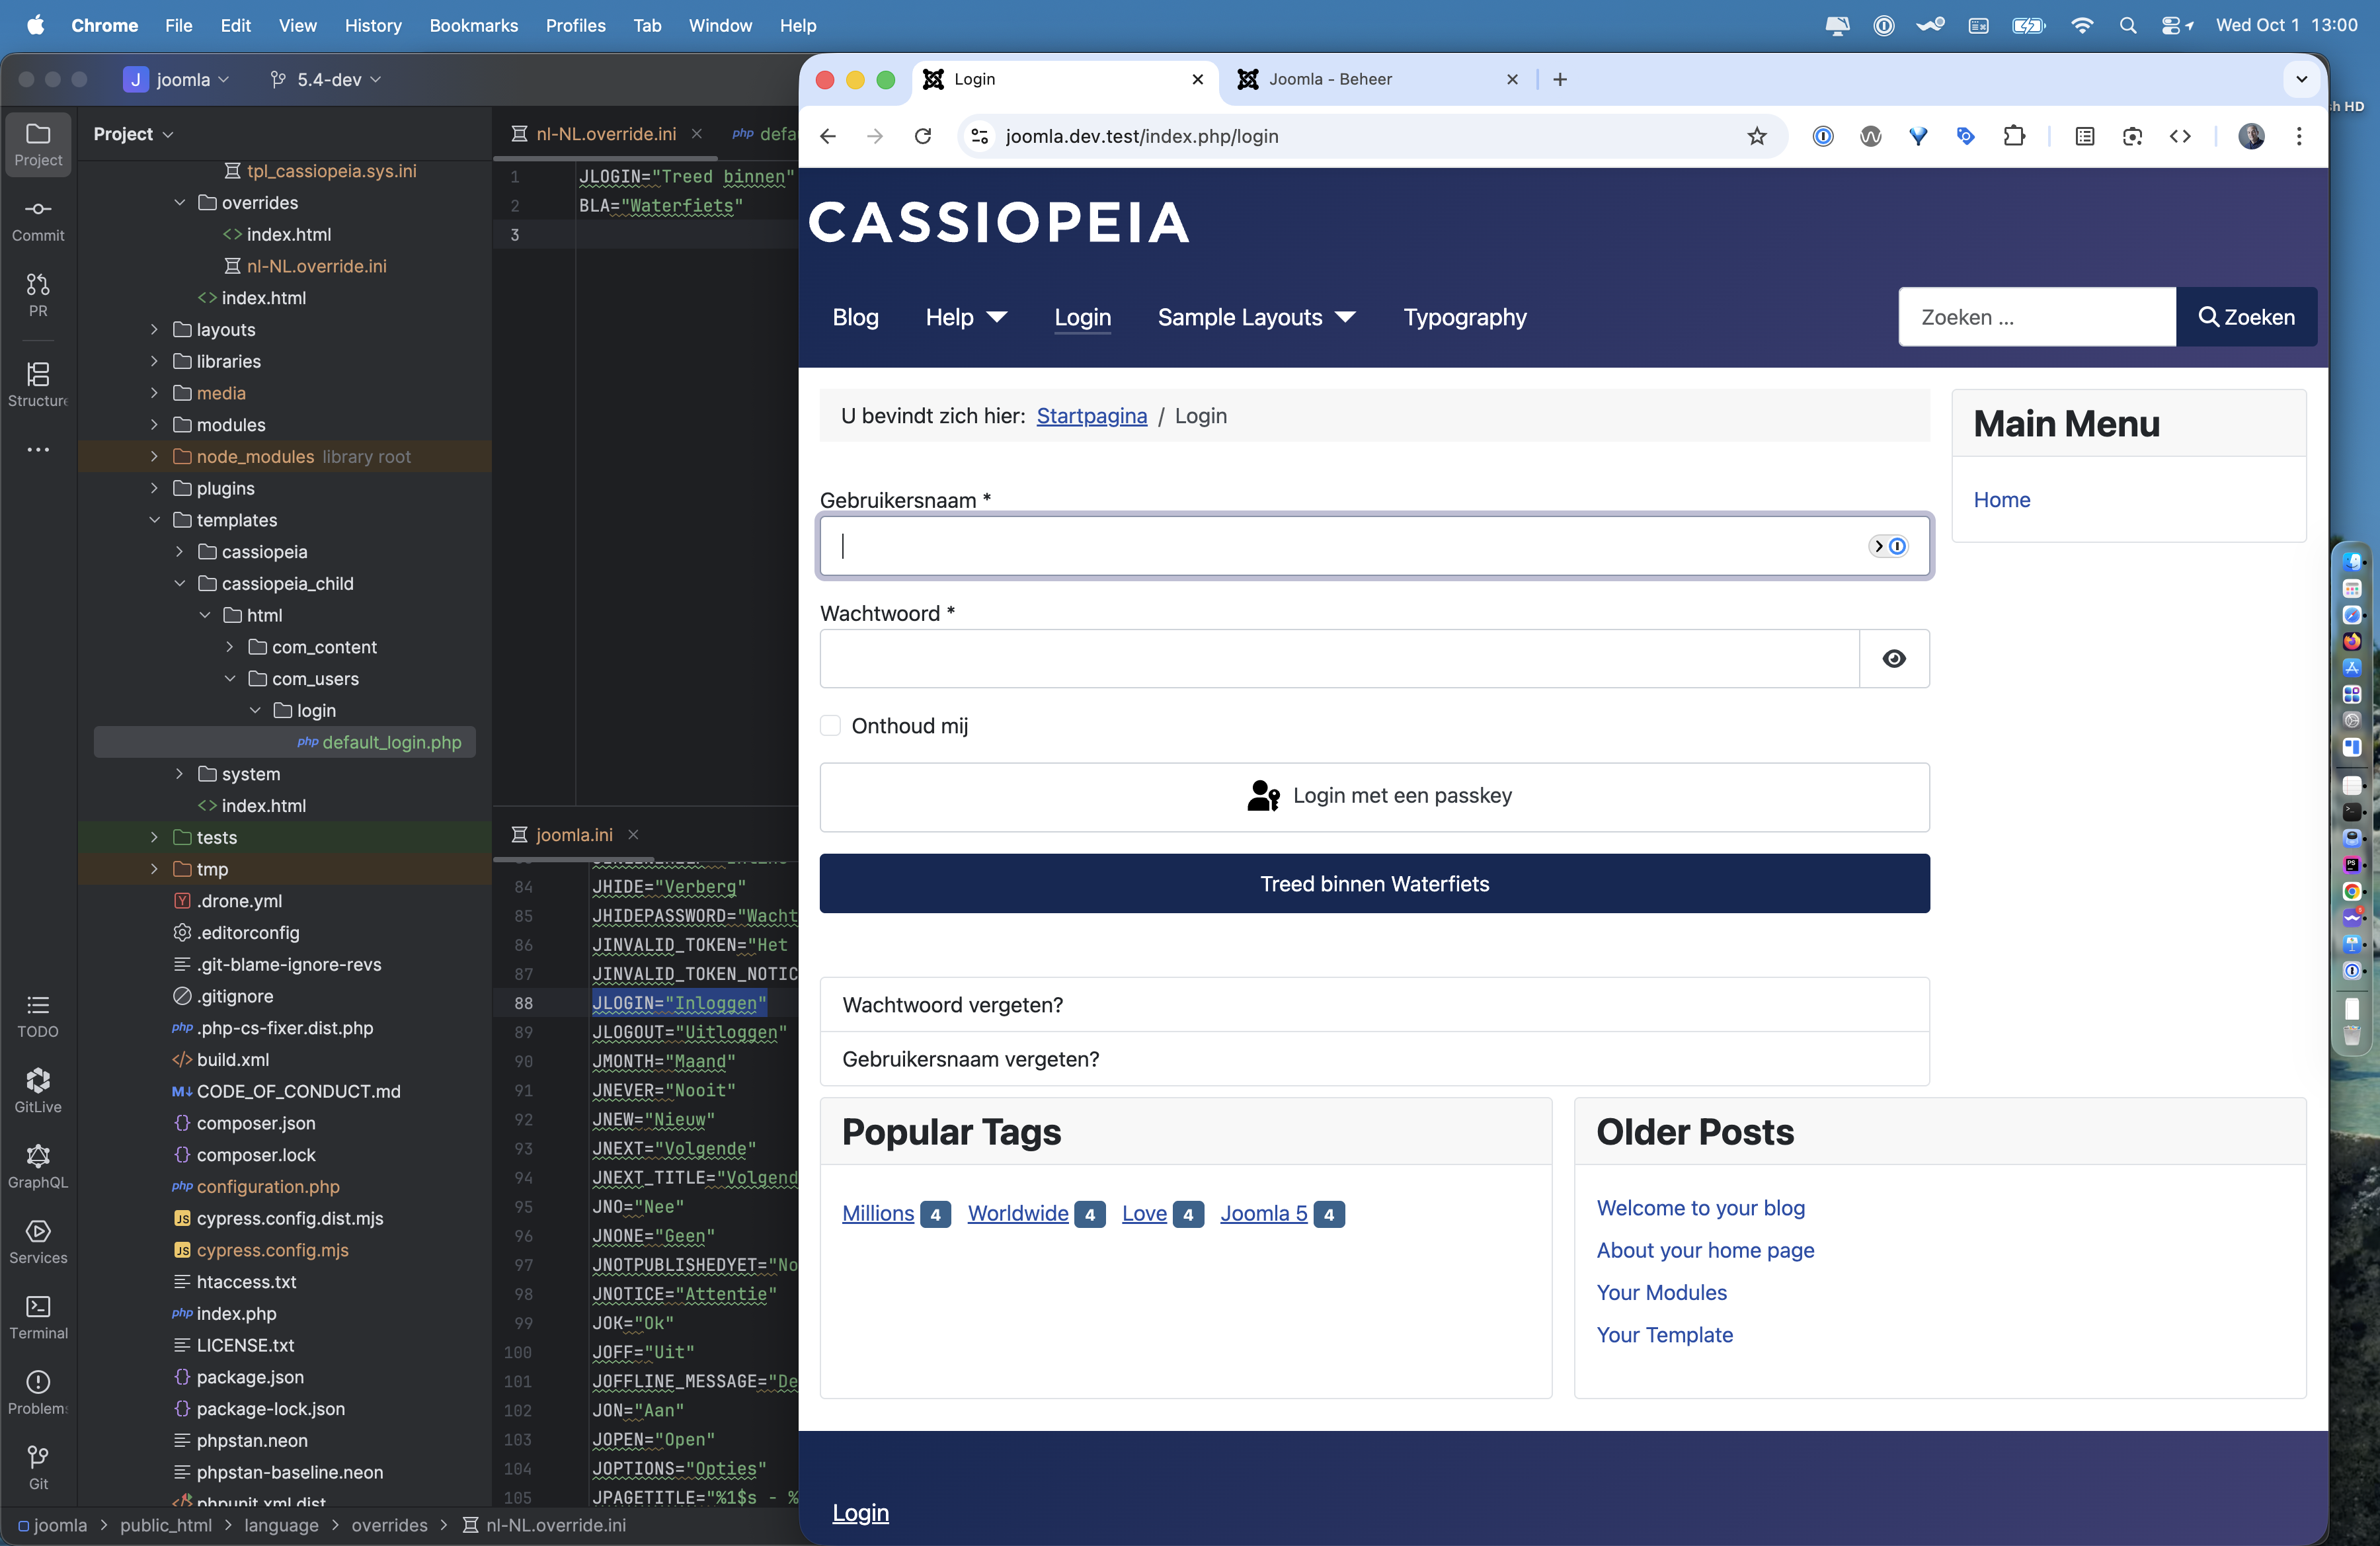 Chrome File Edit View History Bookmarks Profiles Tab Window Help Wed Oct 1 13:00
J joomla 5.4-dev
Project
Project
Commit
PR
Structure
TODO
GitLive
GraphQL
Services
Terminal
Problems
Git
tpl_cassiopeia.sys.ini
overrides
index.html
nl-NL.override.ini
index.html
layouts
libraries
media
modules
node_modules library root
plugins
templates
cassiopeia
cassiopeia_child
html
com_content
com_users
login
php default_login.php
system
index.html
tests
tmp
.drone.yml
.editorconfig
.git-blame-ignore-revs
.gitignore
php .php-cs-fixer.dist.php
build.xml
CODE_OF_CONDUCT.md
composer.json
composer.lock
php configuration.php
JS cypress.config.dist.mjs
JS cypress.config.mjs
htaccess.txt
php index.php
LICENSE.txt
package.json
package-lock.json
phpstan.neon
phpstan-baseline.neon
phpunit.xml.dist
joomla > public_html > language > overrides > nl-NL.override.ini
nl-NL.override.ini php defa
1 JLOGIN="Treed binnen"
2 BLA="Waterfiets"
3
joomla.ini
84 JHIDE="Verberg"
85 JHIDEPASSWORD="Wacht
86 JINVALID_TOKEN="Het
87 JINVALID_TOKEN_NOTIC
88 JLOGIN="Inloggen"
89 JLOGOUT="Uitloggen"
90 JMONTH="Maand"
91 JNEVER="Nooit"
92 JNEW="Nieuw"
93 JNEXT="Volgende"
94 JNEXT_TITLE="Volgend
95 JNO="Nee"
96 JNONE="Geen"
97 JNOTPUBLISHEDYET="No
98 JNOTICE="Attentie"
99 JOK="Ok"
100 JOFF="Uit"
101 JOFFLINE_MESSAGE="De
102 JON="Aan"
103 JOPEN="Open"
104 JOPTIONS="Opties"
105 JPAGETITLE="%1$s - %
Login
Joomla - Beheer
sh HD
joomla.dev.test/index.php/login
CASSIOPEIA
Blog Help Login Sample Layouts Typography
Zoeken ... Zoeken
U bevindt zich hier: Startpagina / Login
Gebruikersnaam *
Wachtwoord *
Onthoud mij
Login met een passkey
Treed binnen Waterfiets
Wachtwoord vergeten?
Gebruikersnaam vergeten?
Main Menu
Home
Popular Tags
Millions 4 Worldwide 4 Love 4 Joomla 5 4
Older Posts
Welcome to your blog
About your home page
Your Modules
Your Template
Login